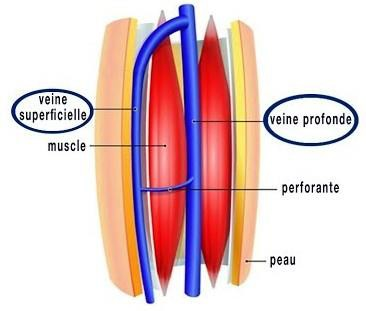 veine
superficielle
veine profonde
muscle
perforante
peau